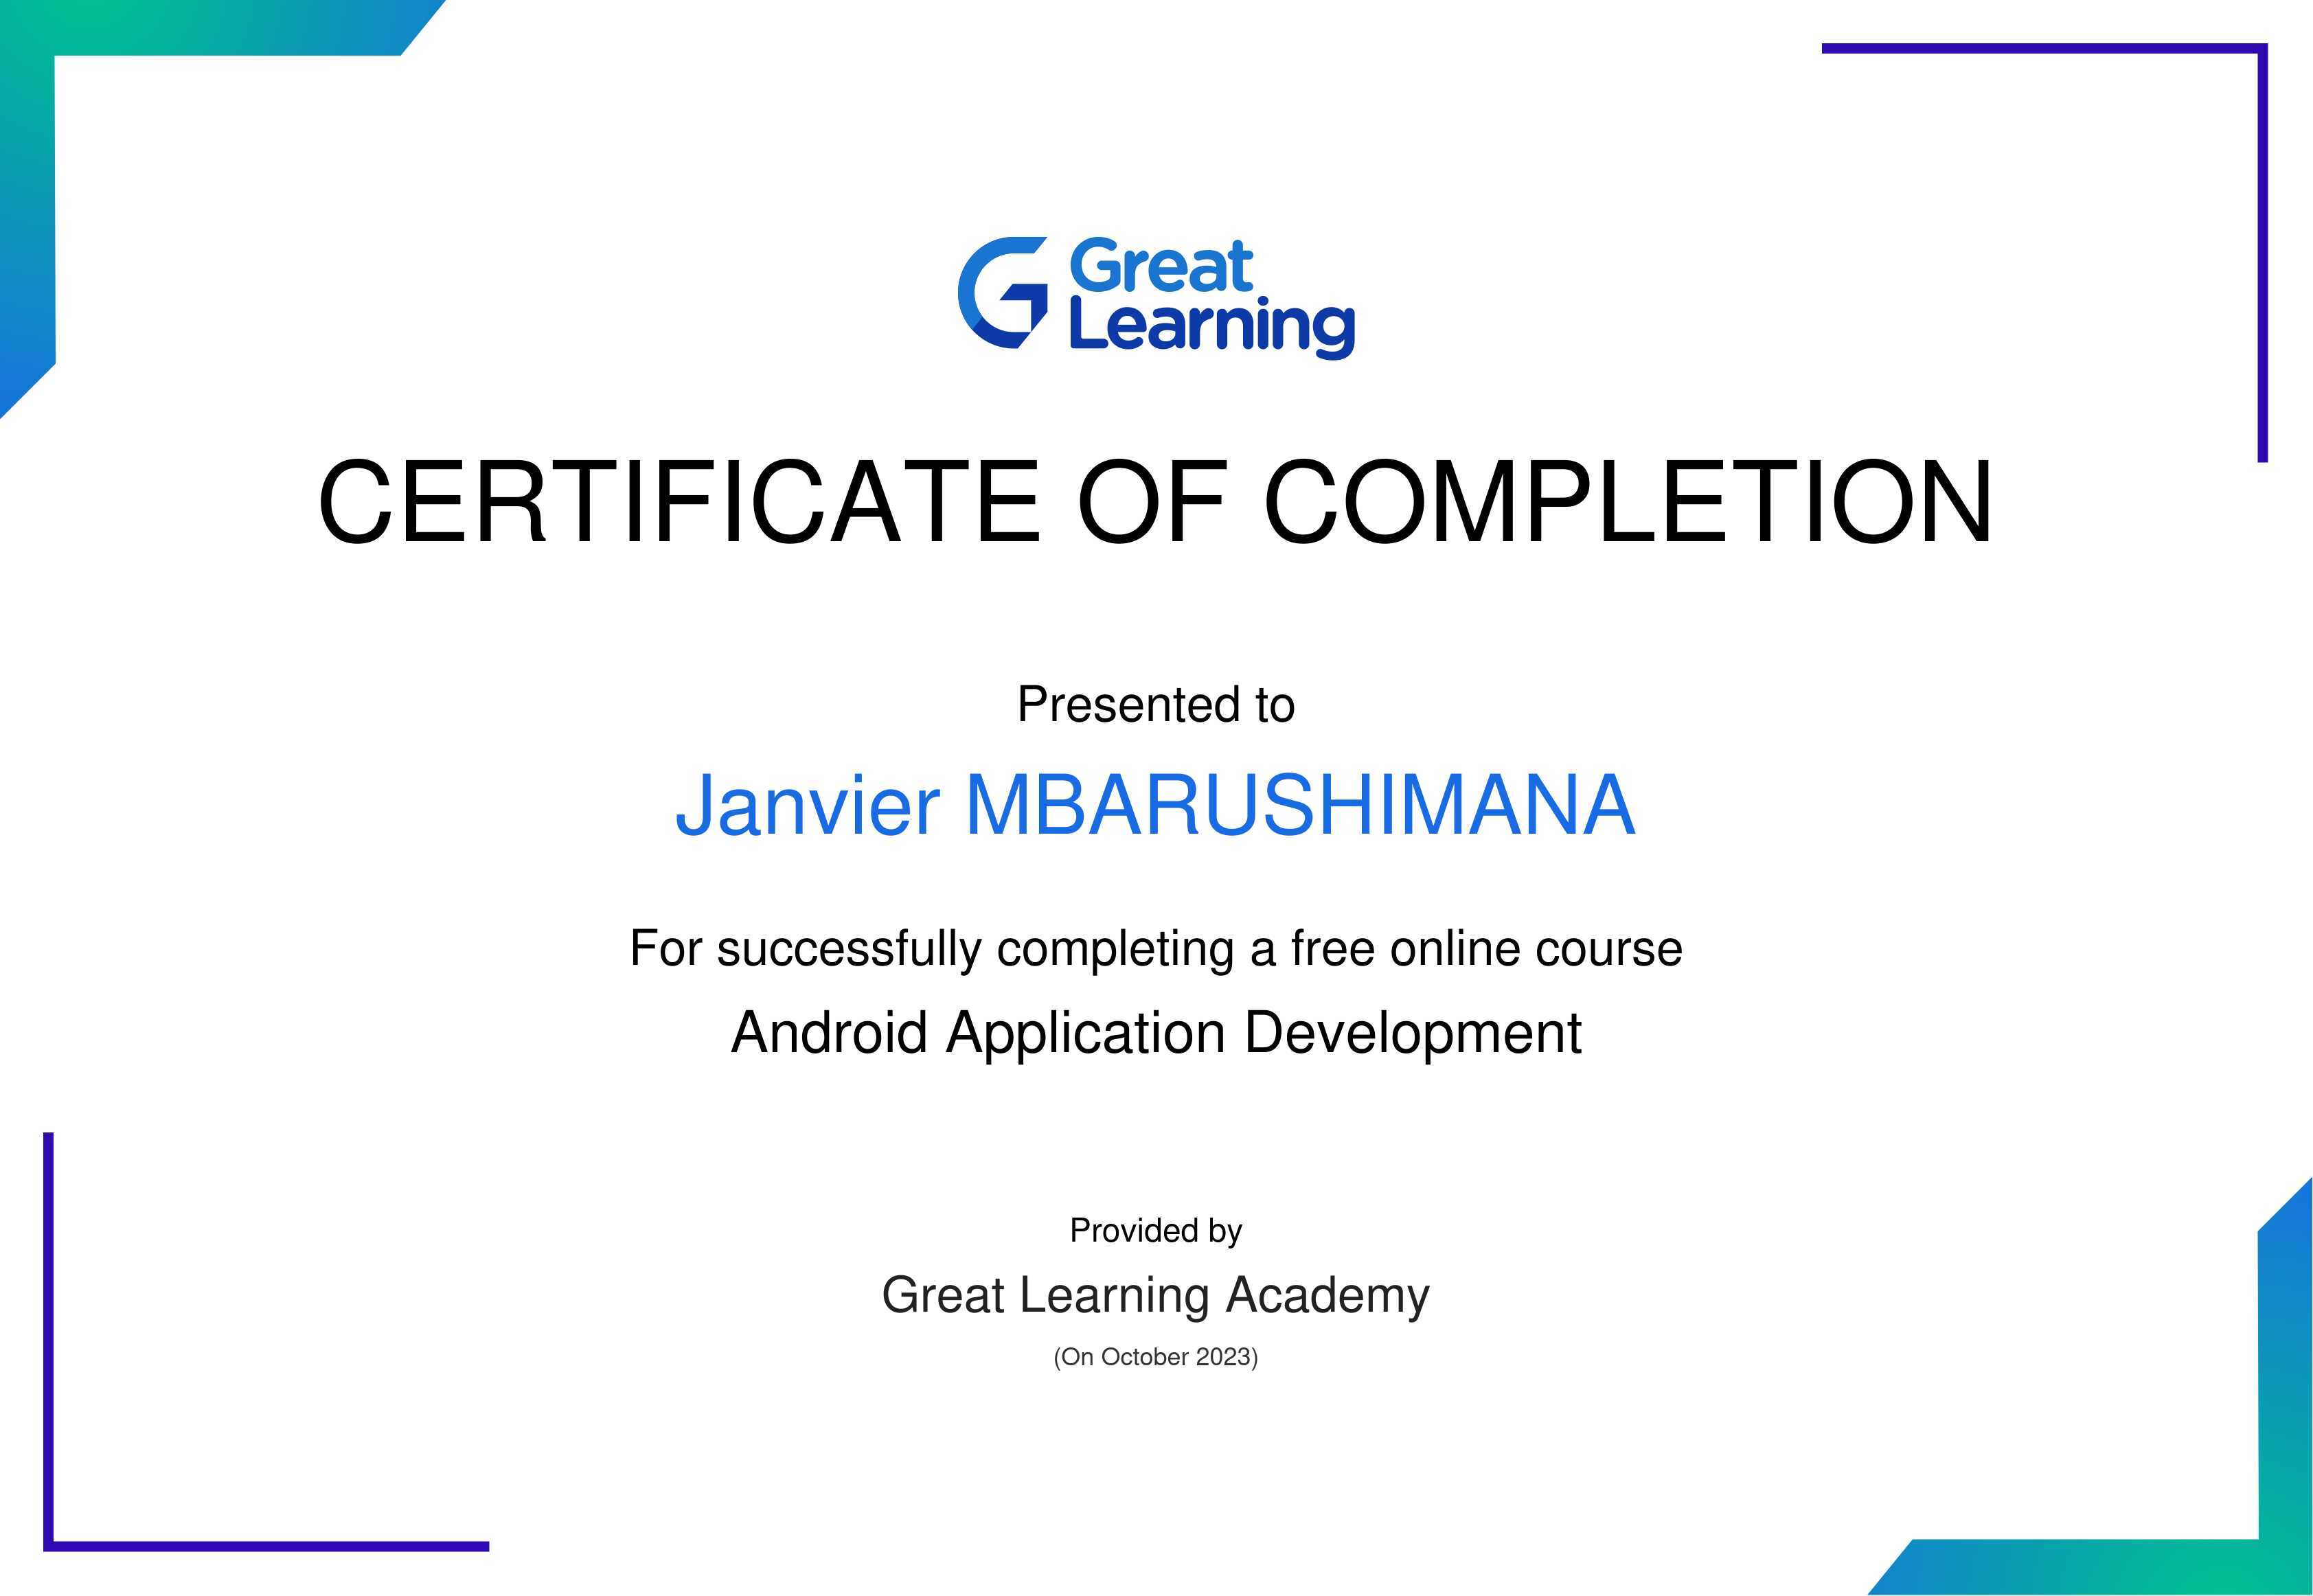 Great
Learning
CERTIFICATE OF COMPLETION
Presented to
Janvier MBARUSHIMANA
For successfully completing a free online course
Android Application Development
Provided by
Great Learning Academy
(On October 2023)